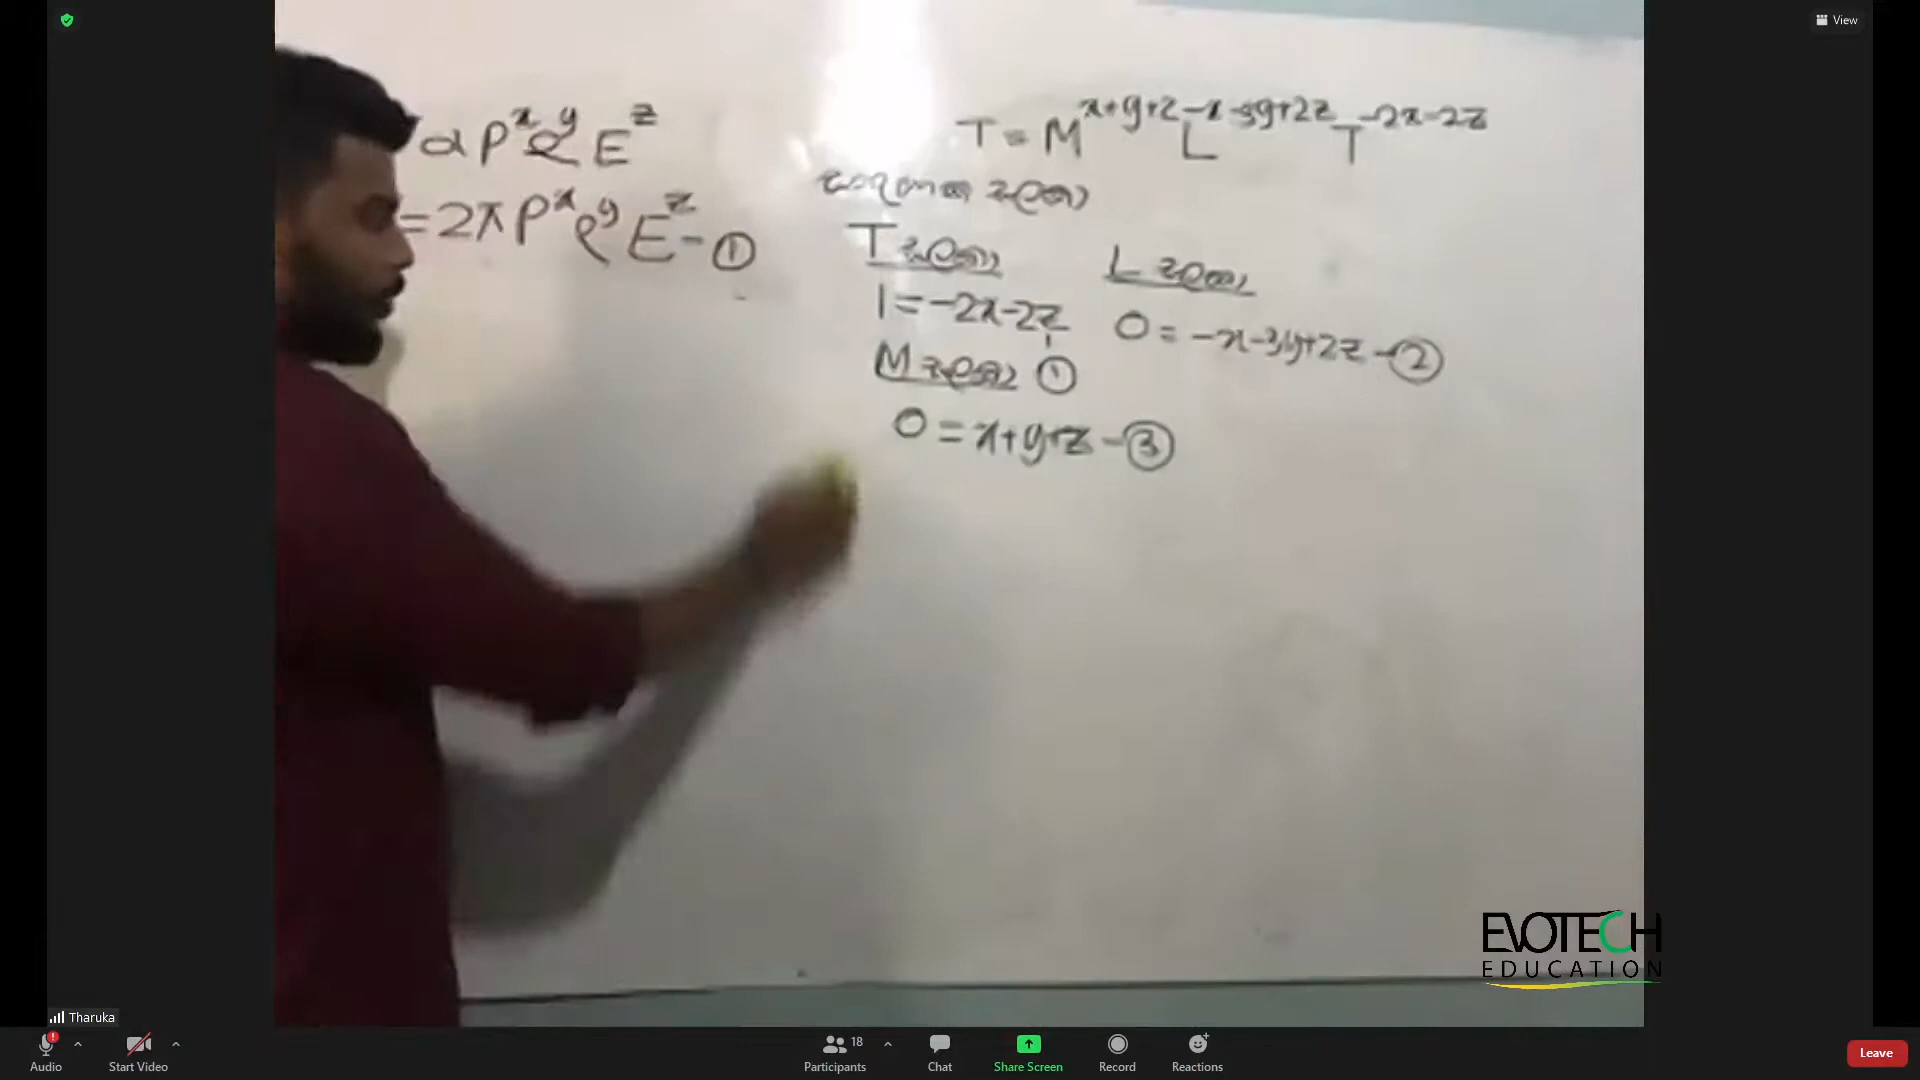 View
∝ P^x ρ^y E^z
= 2π P^x ρ^y E^z - ①
T = M^x+y+z L^-x-3y+2z T^-2x-2z
T
1 = -2x-2z - ①
M
0 = x+y+z - ③
L
0 = -x-3y+2z - ②
EVOTECH
EDUCATION
Tharuka
Audio
Start Video
Participants 18
Chat
Share Screen
Record
Reactions
Leave